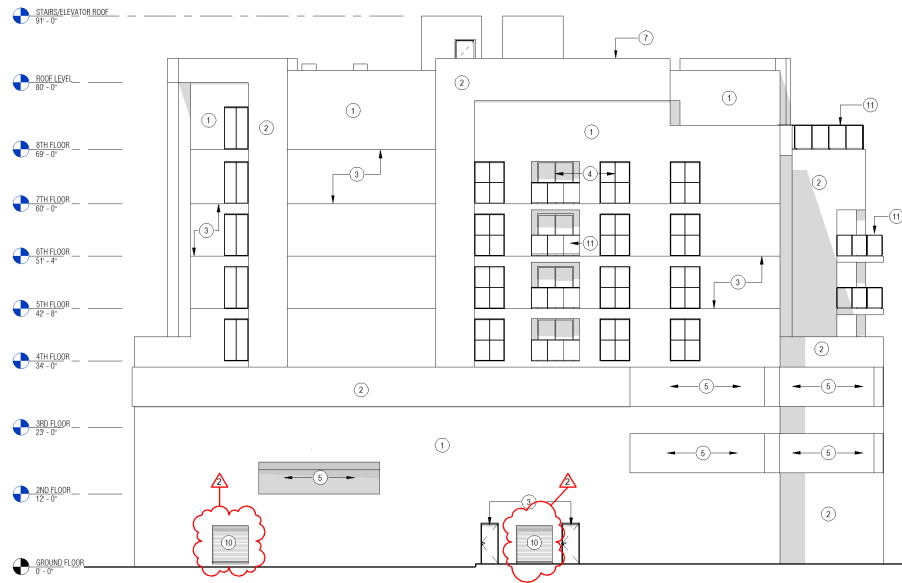 STAIRS/ELEVATOR ROOF
91' - 0"
7
ROOF LEVEL
80' - 0"
2
1
1
11
1
2
1
8TH FLOOR
69' - 0"
3
4
2
7TH FLOOR
60' - 0"
3
11
11
6TH FLOOR
51' - 4"
3
5TH FLOOR
42' - 8"
2
4TH FLOOR
34' - 0"
2
5
5
3RD FLOOR
23' - 0"
1
5
5
5
2
2
2ND FLOOR
12' - 0"
3
2
10
10
GROUND FLOOR
0' - 0"